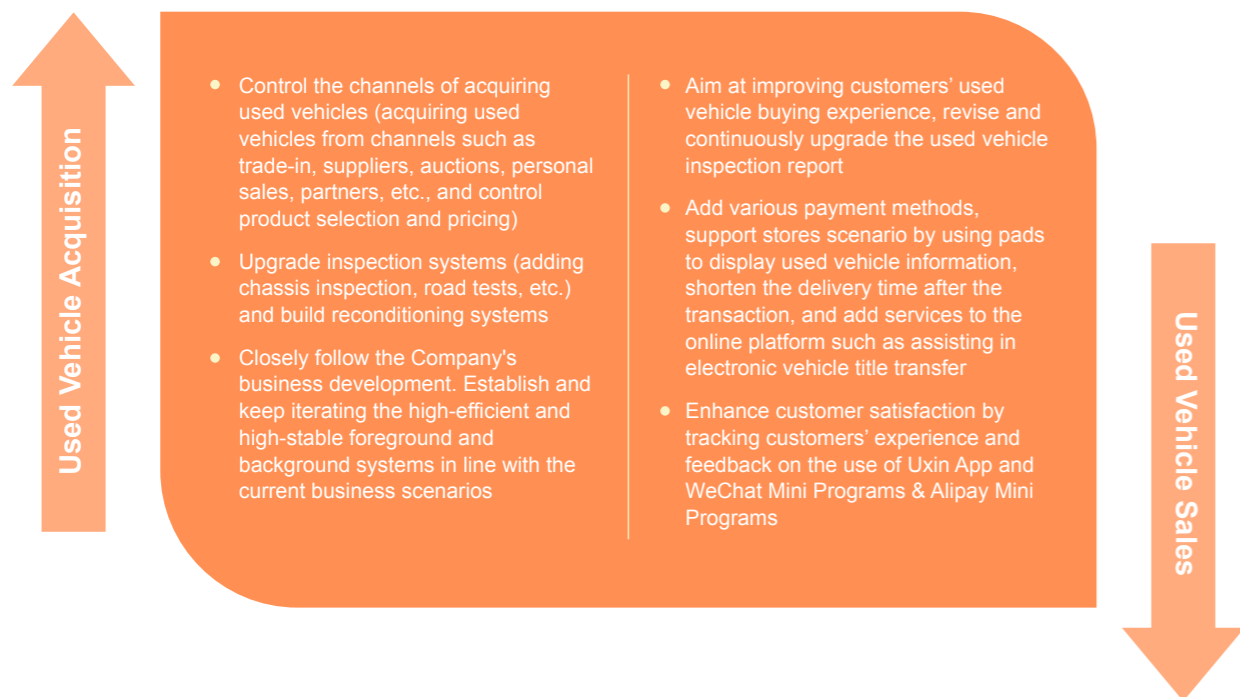 Used Vehicle Acquisition
• Control the channels of acquiring
used vehicles (acquiring used
vehicles from channels such as
trade-in, suppliers, auctions, personal
sales, partners, etc., and control
product selection and pricing)
• Upgrade inspection systems (adding
chassis inspection, road tests, etc.)
and build reconditioning systems
• Closely follow the Company's
business development. Establish and
keep iterating the high-efficient and
high-stable foreground and
background systems in line with the
current business scenarios
• Aim at improving customers’ used
vehicle buying experience, revise and
continuously upgrade the used vehicle
inspection report
• Add various payment methods,
support stores scenario by using pads
to display used vehicle information,
shorten the delivery time after the
transaction, and add services to the
online platform such as assisting in
electronic vehicle title transfer
• Enhance customer satisfaction by
tracking customers’ experience and
feedback on the use of Uxin App and
WeChat Mini Programs & Alipay Mini
Programs
Used Vehicle Sales